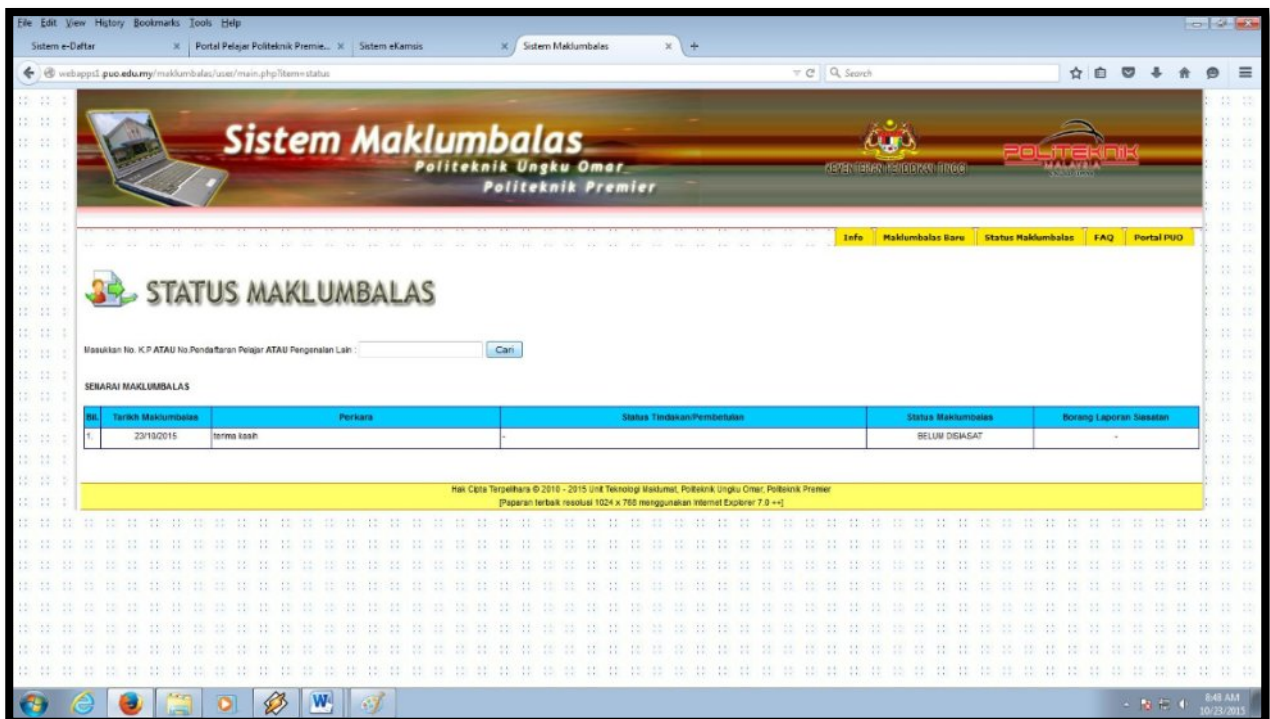 File Edit View History Bookmarks Tools Help
Sistem e-Daftar
Portal Pelajar Politeknik Premie...
Sistem eKamsis
Sistem Maklumbalas
webapps1.puo.edu.my/maklumbalas/user/main.php?item=status
Search
Sistem Maklumbalas
Politeknik Ungku Omar
Politeknik Premier
KEMENTERIAN PENDIDIKAN TINGGI
POLITEKNIK
MALAYSIA
Info
Maklumbalas Baru
Status Maklumbalas
FAQ
Portal PUO
STATUS MAKLUMBALAS
Masukkan No. K.P ATAU No.Pendaftaran Pelajar ATAU Pengenalan Lain :
Cari
SENARAI MAKLUMBALAS
Bil. Tarikh Maklumbalas Perkara Status Tindakan/Pembetulan Status Maklumbalas Borang Laporan Siasatan
1. 23/10/2015 terima kasih - BELUM DISIASAT -
Hak Cipta Terpelihara © 2010 - 2015 Unit Teknologi Maklumat, Politeknik Ungku Omar, Politeknik Premier
[Paparan terbaik resolusi 1024 x 768 menggunakan Internet Explorer 7.0 ++]
8:48 AM
10/23/2015